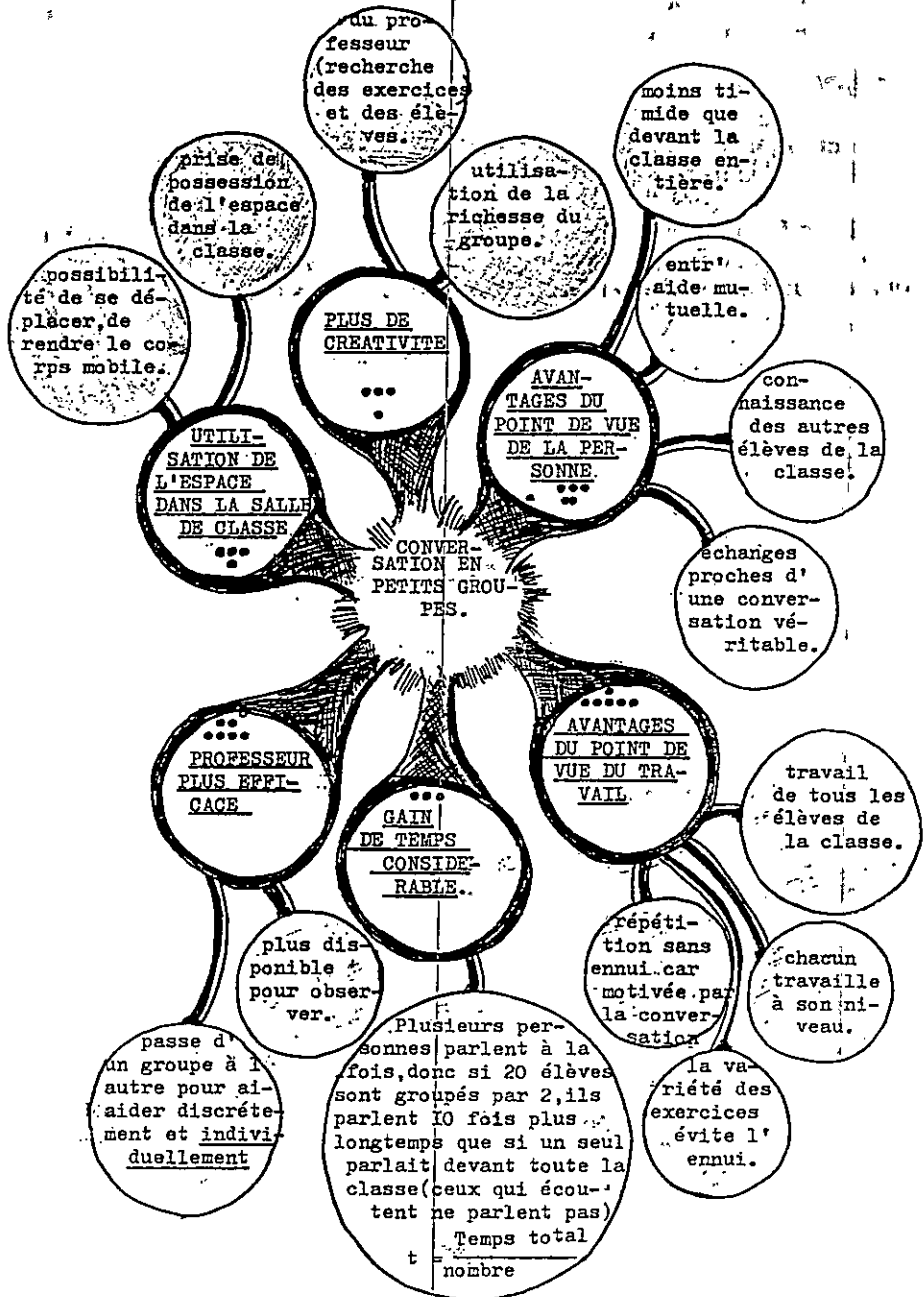 du pro-
fesseur
(recherche
des exercices
et des élè-
ves.
utilisa-
tion de la
richesse du
groupe.
PLUS DE
CREATIVITE
prise de
possession
de l'espace
dans la
classe.
possibili-
té de se dé-
placer,de
rendre le co-
rps mobile.
UTILI-
SATION DE
L'ESPACE
DANS LA SALLE
DE CLASSE
moins ti-
mide que
devant la
classe en-
tière.
entr'
aide mu-
tuelle.
con-
naissance
des autres
élèves de la
classe.
échanges
proches d'
une conver-
sation vé-
ritable.
AVAN-
TAGES DU
POINT DE VUE
DE LA PER-
SONNE.
CONVER-
SATION EN
PETITS GROU-
PES.
PROFESSEUR
PLUS EFFI-
CACE
plus dis-
ponible
pour obser-
ver.
passe d'
un groupe à l'
autre pour ai-
aider discréte-
ment et indivi-
duellement
GAIN
DE TEMPS
CONSIDE-
RABLE.
Plusieurs per-
sonnes parlent à la
fois,donc si 20 élèves
sont groupés par 2,ils
parlent I0 fois plus
longtemps que si un seul
parlait devant toute la
classe(ceux qui écou-
tent ne parlent pas)
Temps total
t =
nombre
AVANTAGES
DU POINT DE
VUE DU TRA-
VAIL
travail
de tous les
élèves de
la classe.
chacun
travaille
à son ni-
veau.
la va-
riété des
exercices
évite l'
ennui.
répéti-
tion sans
ennui car
motivée par
la conver-
sation